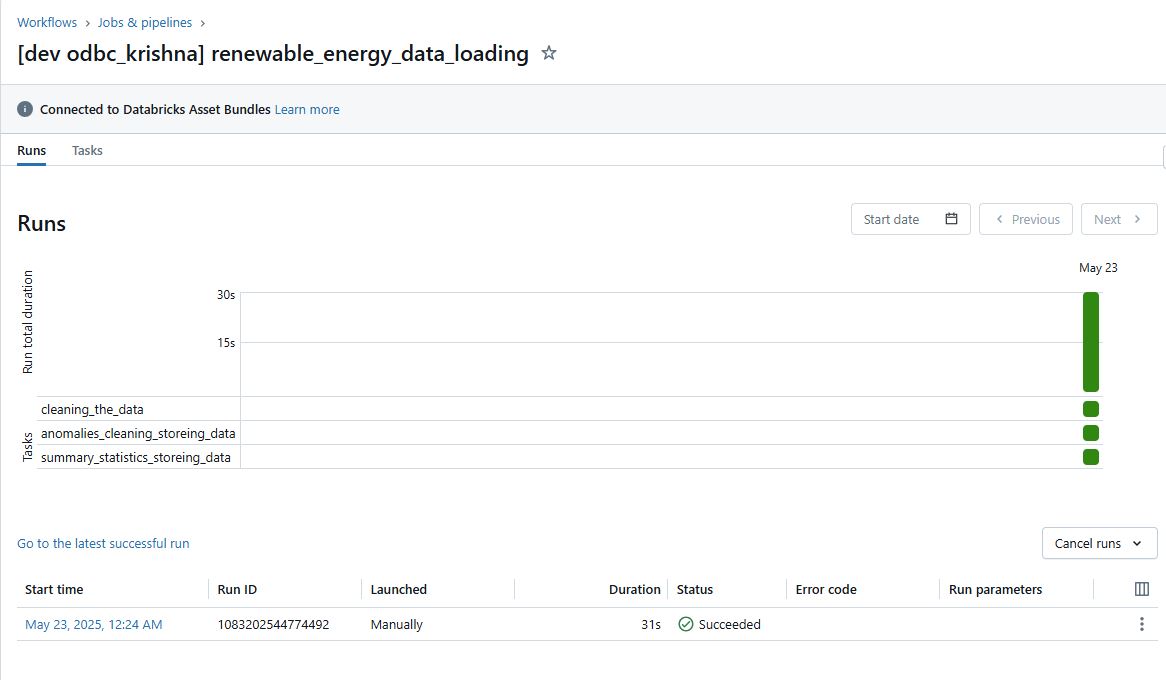 Workflows › Jobs & pipelines ›
[dev odbc_krishna] renewable_energy_data_loading
Connected to Databricks Asset Bundles Learn more
Runs Tasks
Runs
Start date Previous Next
May 23
Run total duration
30s
15s
Tasks
cleaning_the_data
anomalies_cleaning_storeing_data
summary_statistics_storeing_data
Go to the latest successful run
Cancel runs
Start time Run ID Launched Duration Status Error code Run parameters
May 23, 2025, 12:24 AM 1083202544774492 Manually 31s Succeeded